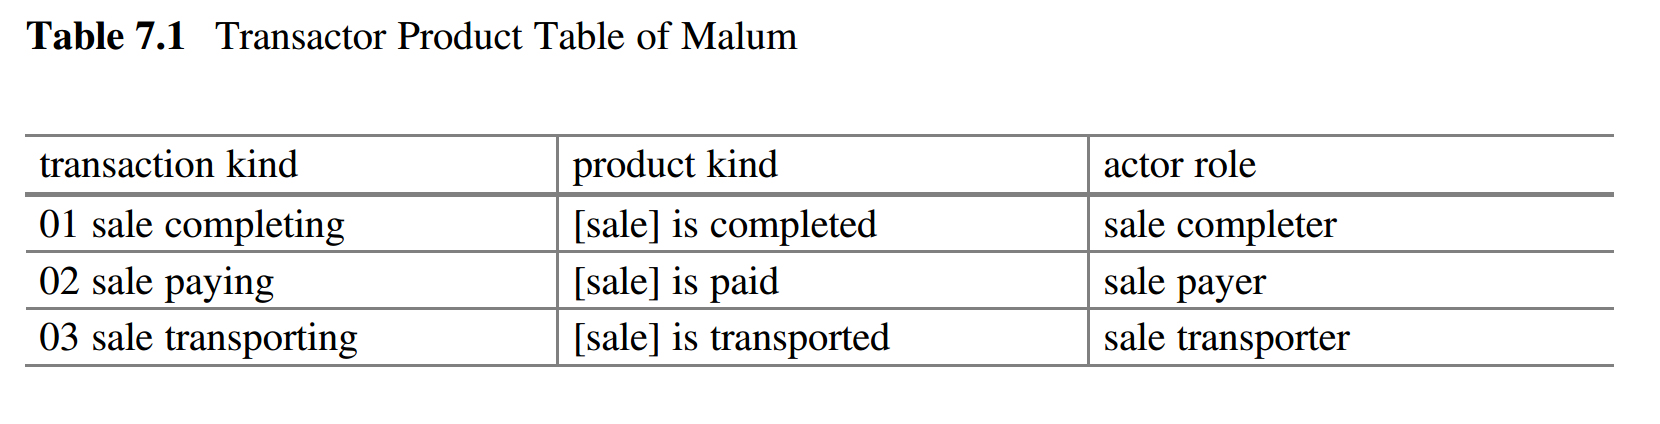 Table 7.1 Transactor Product Table of Malum
transaction kind product kind actor role
01 sale completing [sale] is completed sale completer
02 sale paying [sale] is paid sale payer
03 sale transporting [sale] is transported sale transporter